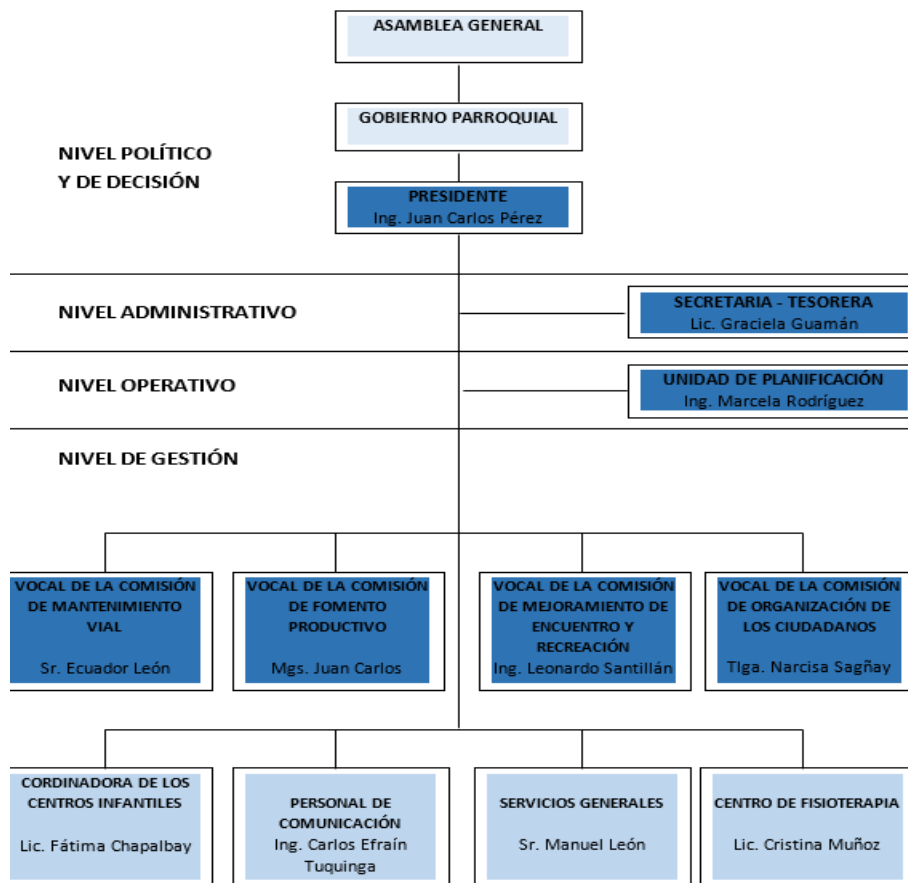 ASAMBLEA GENERAL
GOBIERNO PARROQUIAL
NIVEL POLÍTICO
Y DE DECISIÓN
PRESIDENTE
Ing. Juan Carlos Pérez
NIVEL ADMINISTRATIVO
SECRETARIA - TESORERA
Lic. Graciela Guamán
NIVEL OPERATIVO
UNIDAD DE PLANIFICACIÓN
Ing. Marcela Rodríguez
NIVEL DE GESTIÓN
VOCAL DE LA COMISIÓN
DE MANTENIMIENTO
VIAL
Sr. Ecuador León
VOCAL DE LA COMISIÓN
DE FOMENTO
PRODUCTIVO
Mgs. Juan Carlos
VOCAL DE LA COMISIÓN
DE MEJORAMIENTO DE
ENCUENTRO Y
RECREACIÓN
Ing. Leonardo Santillán
VOCAL DE LA COMISIÓN
DE ORGANIZACIÓN DE
LOS CIUDADANOS
Tlga. Narcisa Sagñay
CORDINADORA DE LOS
CENTROS INFANTILES
Lic. Fátima Chapalbay
PERSONAL DE
COMUNICACIÓN
Ing. Carlos Efraín
Tuquinga
SERVICIOS GENERALES
Sr. Manuel León
CENTRO DE FISIOTERAPIA
Lic. Cristina Muñoz